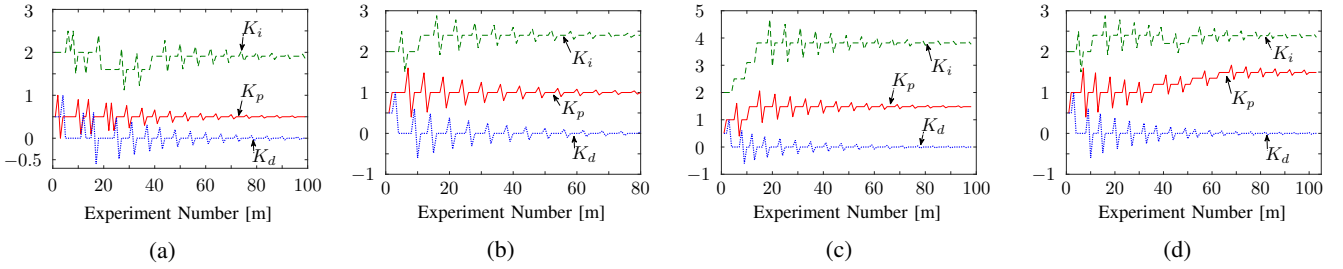 3
2
1
0
−0.5
K_i
K_p
K_d
0 20 40 60 80 100
Experiment Number [m]
(a)
3
2
1
0
−1
K_i
K_p
K_d
0 20 40 60 80
Experiment Number [m]
(b)
5
4
3
2
1
0
−1
K_i
K_p
K_d
0 20 40 60 80 100
Experiment Number [m]
(c)
3
2
1
0
−1
K_i
K_p
K_d
0 20 40 60 80 100
Experiment Number [m]
(d)